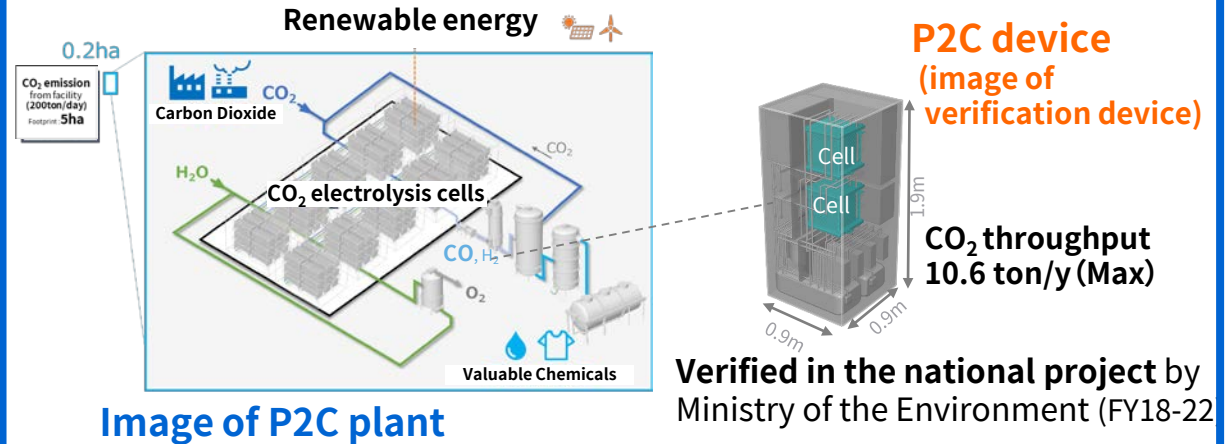 Renewable energy
0.2ha
CO₂ emission
from facility
(200ton/day)
Footprint: 5ha
Carbon Dioxide
CO₂
CO₂
H₂O
CO₂ electrolysis cells
CO, H₂
O₂
Valuable Chemicals
Image of P2C plant
P2C device
(image of
verification device)
Cell
Cell
1.9m
0.9m
0.9m
CO₂ throughput
10.6 ton/y (Max)
Verified in the national project by
Ministry of the Environment (FY18-22